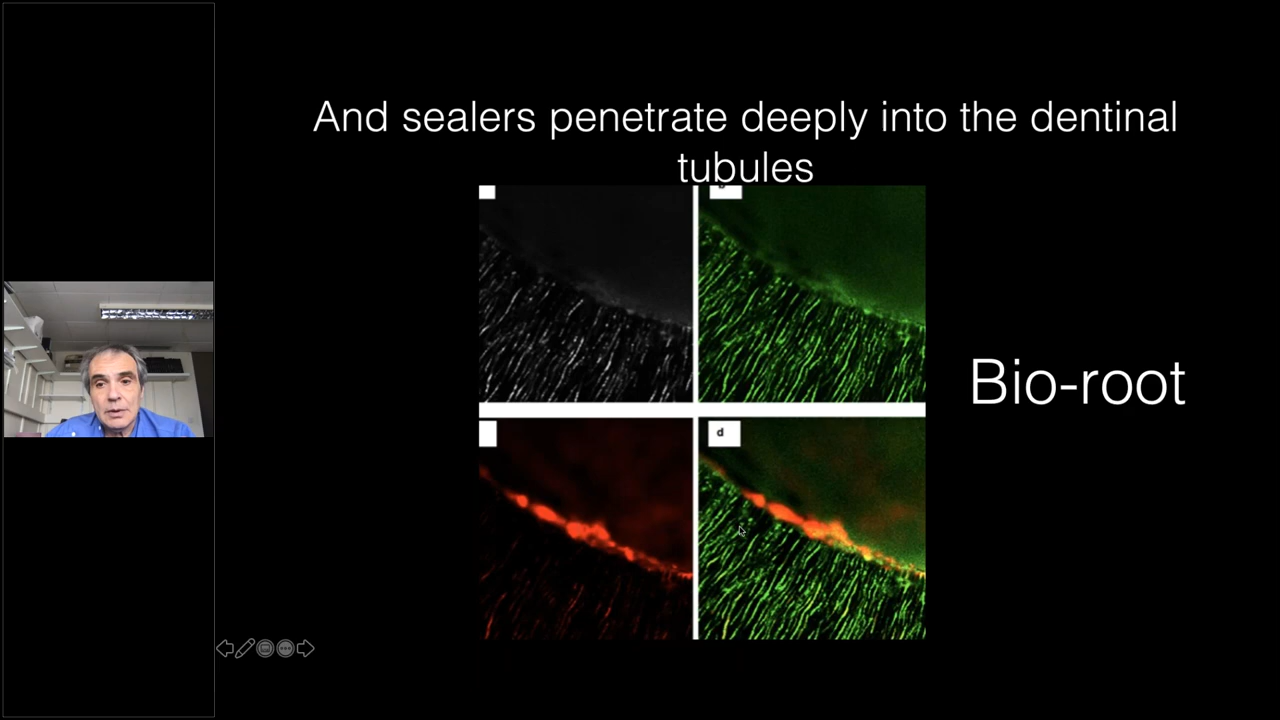 And sealers penetrate deeply into the dentinal
tubules
Bio-root
d